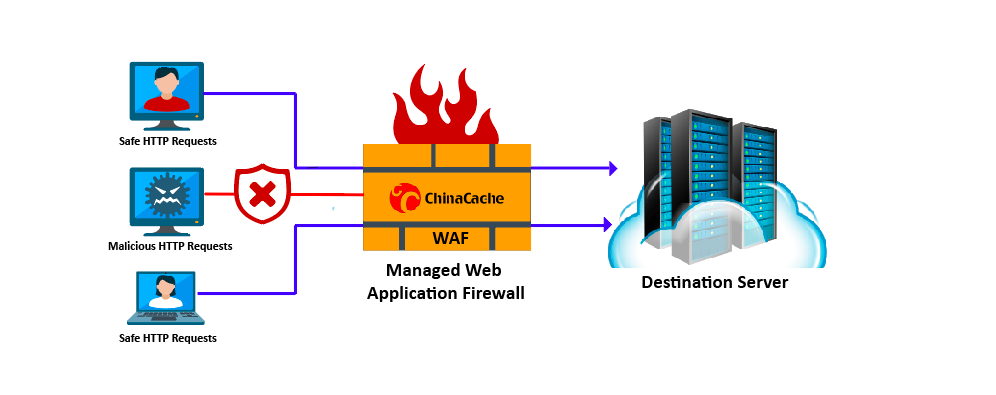 Safe HTTP Requests
Malicious HTTP Requests
Safe HTTP Requests
ChinaCache
WAF
Managed Web
Application Firewall
Destination Server